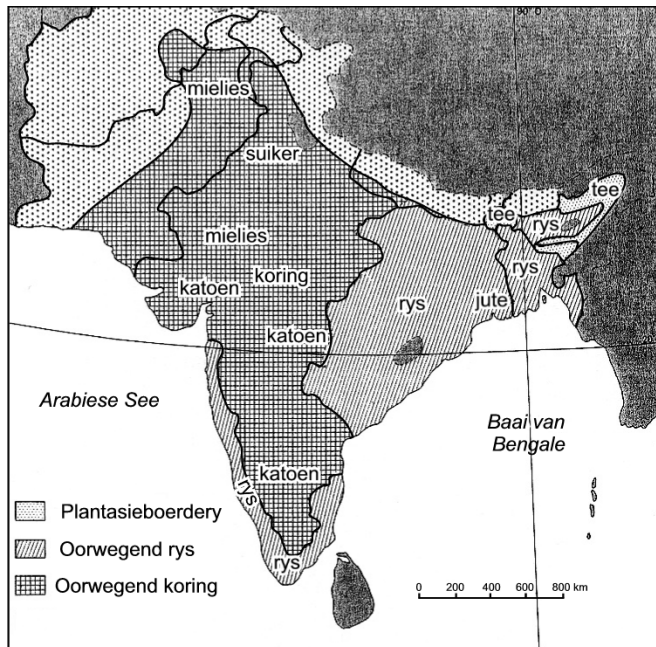 90°0
mielies
suiker
tee
tee
rys
mielies
rys
koring
katoen
rys
jute
katoen
Arabiese See
Baai van
Bengale
katoen
rys
rys
Plantasieboerdery
Oorwegend rys
Oorwegend koring
0 200 400 600 800 km